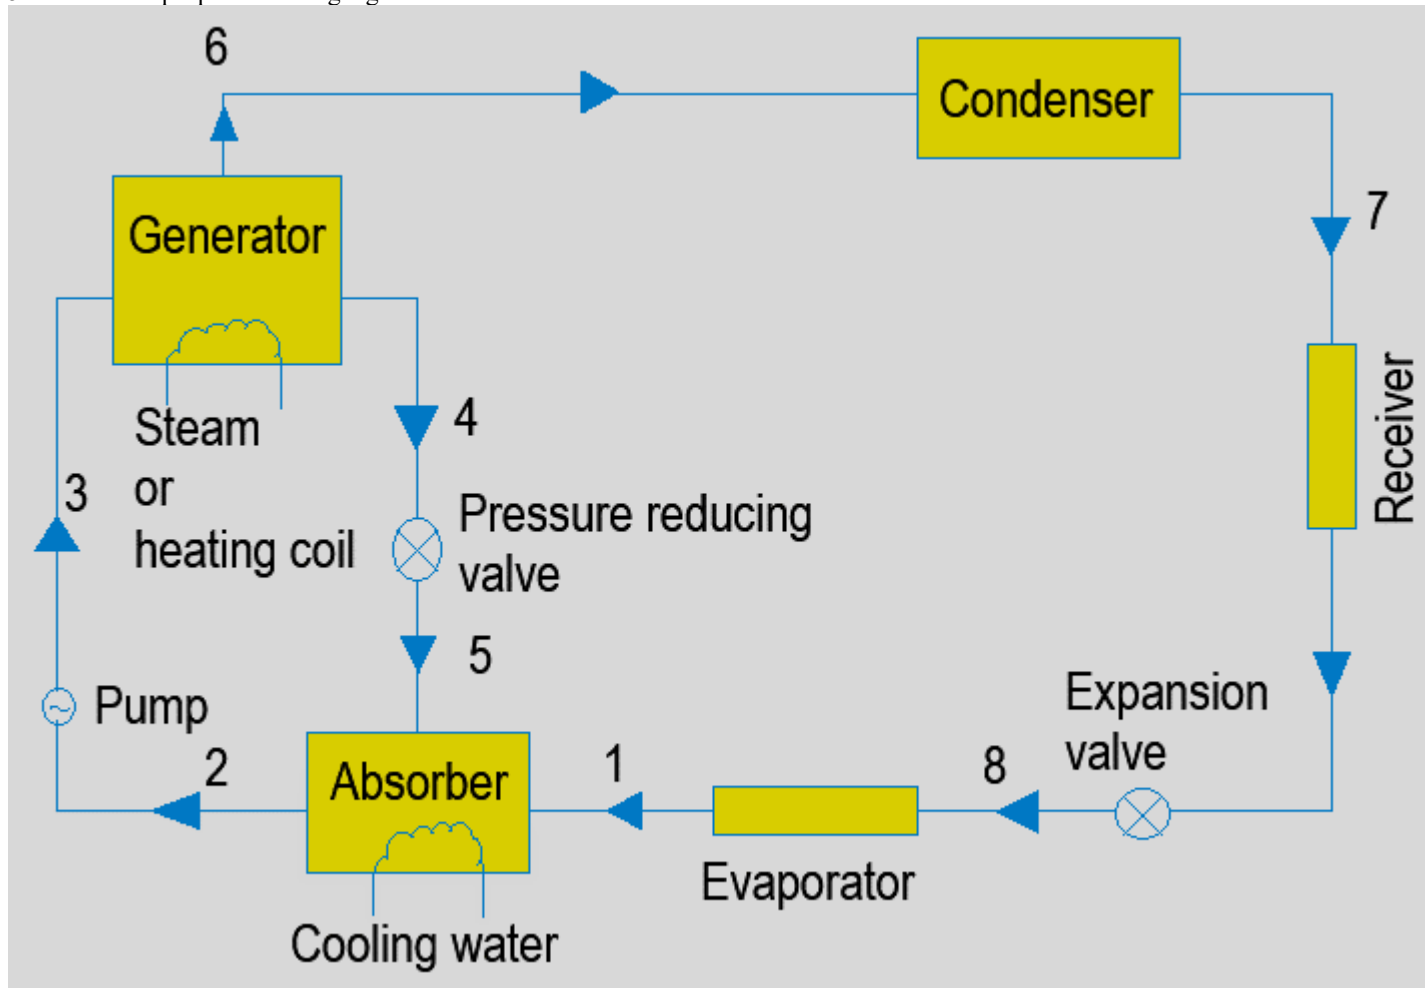 6
Condenser
7
Generator
Receiver
Steam
or
heating coil
4
3
Pressure reducing
valve
5
Pump
Expansion
valve
2
Absorber
1
8
Evaporator
Cooling water